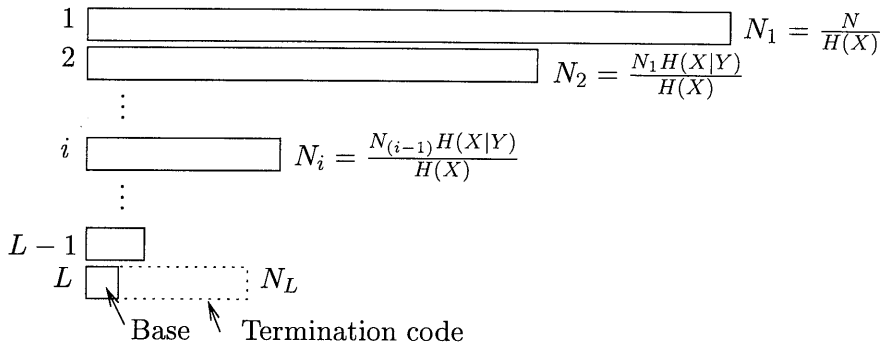 1 N_1 = \frac{N}{H(X)}
2 N_2 = \frac{N_1 H(X|Y)}{H(X)}
⋮
i N_i = \frac{N_{(i-1)} H(X|Y)}{H(X)}
⋮
L − 1
L N_L
Base Termination code